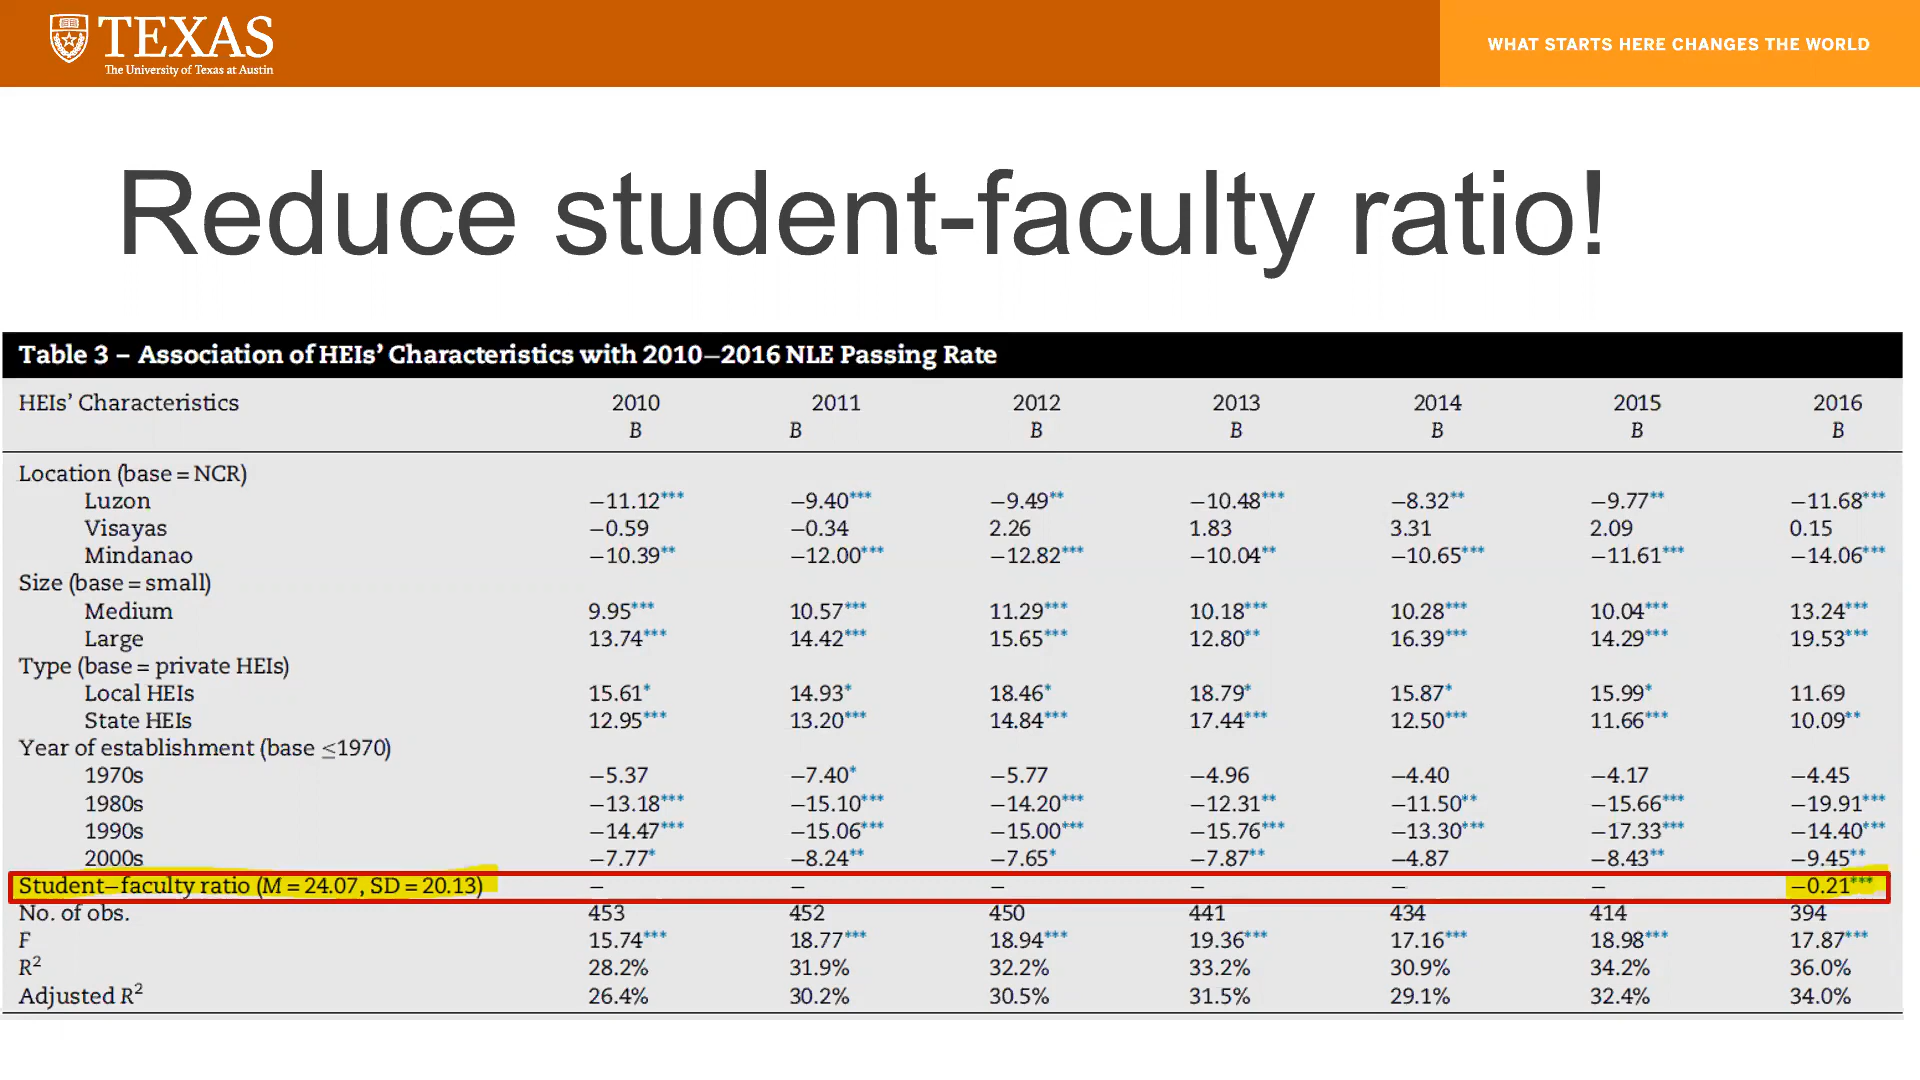 TEXAS
The University of Texas at Austin
WHAT STARTS HERE CHANGES THE WORLD
Reduce student-faculty ratio!
Table 3 – Association of HEIs' Characteristics with 2010–2016 NLE Passing Rate
HEIs' Characteristics 2010 2011 2012 2013 2014 2015 2016
B B B B B B B
Location (base = NCR)
Luzon −11.12*** −9.40*** −9.49** −10.48*** −8.32** −9.77** −11.68***
Visayas −0.59 −0.34 2.26 1.83 3.31 2.09 0.15
Mindanao −10.39** −12.00*** −12.82*** −10.04** −10.65*** −11.61*** −14.06***
Size (base = small)
Medium 9.95*** 10.57*** 11.29*** 10.18*** 10.28*** 10.04*** 13.24***
Large 13.74*** 14.42*** 15.65*** 12.80** 16.39*** 14.29*** 19.53***
Type (base = private HEIs)
Local HEIs 15.61* 14.93* 18.46* 18.79* 15.87* 15.99* 11.69
State HEIs 12.95*** 13.20*** 14.84*** 17.44*** 12.50*** 11.66*** 10.09**
Year of establishment (base ≤1970)
1970s −5.37 −7.40* −5.77 −4.96 −4.40 −4.17 −4.45
1980s −13.18*** −15.10*** −14.20*** −12.31** −11.50** −15.66*** −19.91***
1990s −14.47*** −15.06*** −15.00*** −15.76*** −13.30*** −17.33*** −14.40***
2000s −7.77* −8.24** −7.65* −7.87** −4.87 −8.43** −9.45**
Student–faculty ratio (M = 24.07, SD = 20.13) – – – – – – −0.21***
No. of obs. 453 452 450 441 434 414 394
F 15.74*** 18.77*** 18.94*** 19.36*** 17.16*** 18.98*** 17.87***
R² 28.2% 31.9% 32.2% 33.2% 30.9% 34.2% 36.0%
Adjusted R² 26.4% 30.2% 30.5% 31.5% 29.1% 32.4% 34.0%